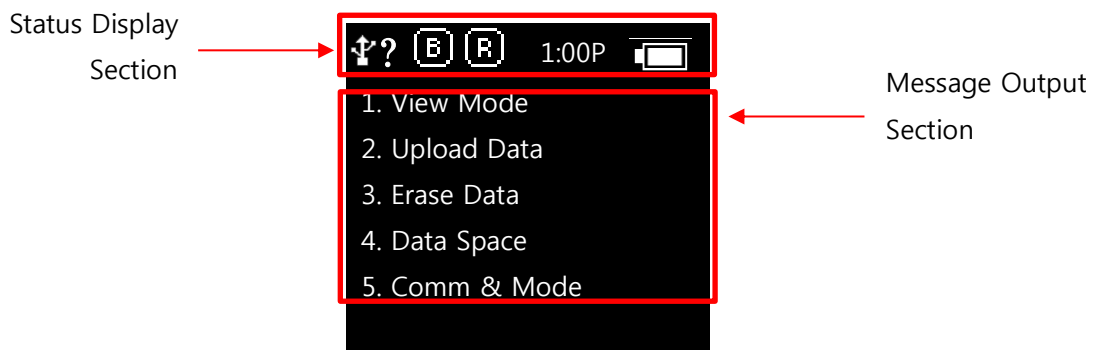 Status Display
Section
? B R 1:00P
Message Output
Section
1. View Mode
2. Upload Data
3. Erase Data
4. Data Space
5. Comm & Mode